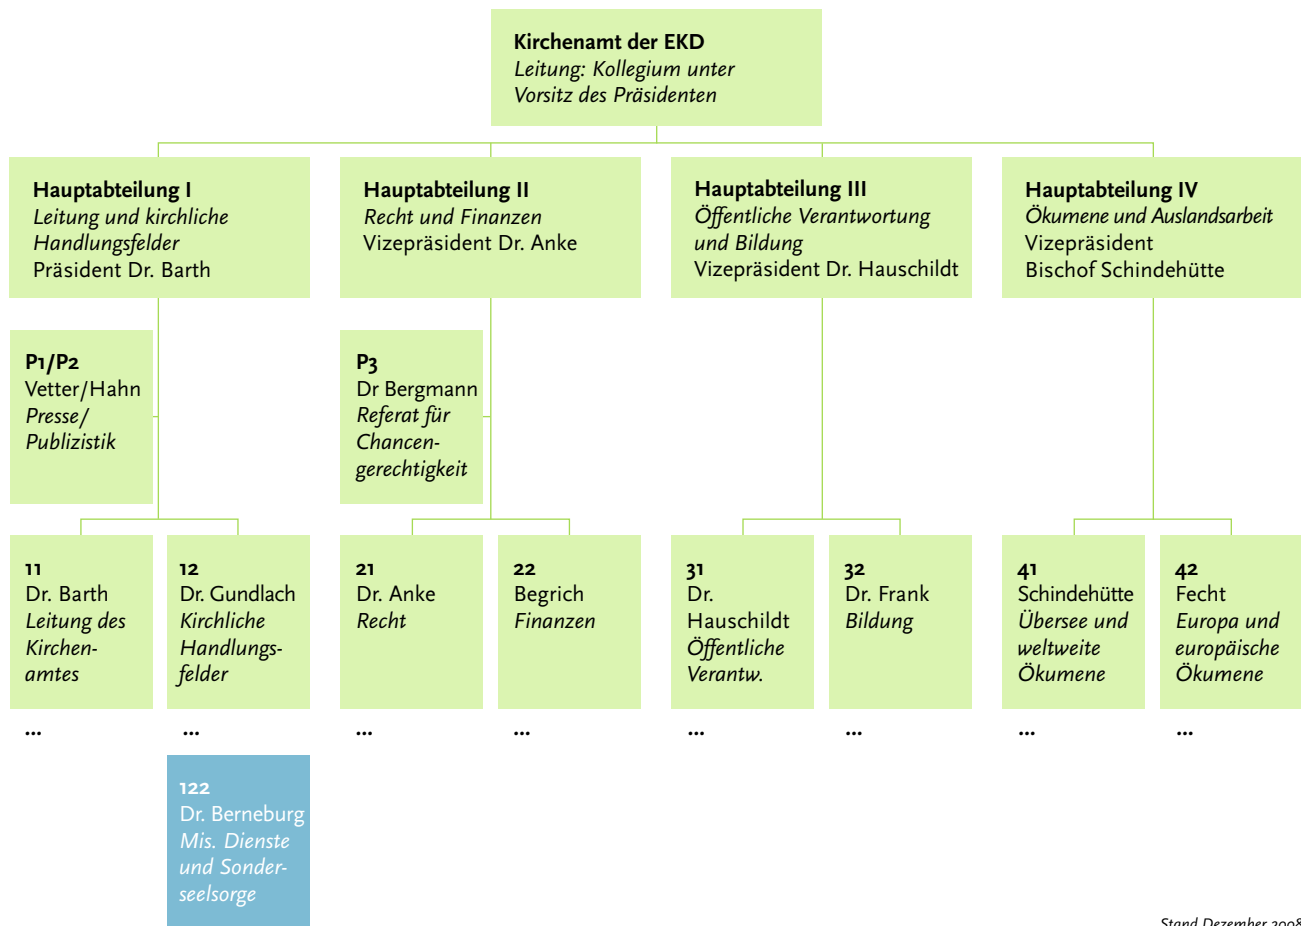 Kirchenamt der EKD
Leitung: Kollegium unter
Vorsitz des Präsidenten
Hauptabteilung I
Leitung und kirchliche
Handlungsfelder
Präsident Dr. Barth
Hauptabteilung II
Recht und Finanzen
Vizepräsident Dr. Anke
Hauptabteilung III
Öffentliche Verantwortung
und Bildung
Vizepräsident Dr. Hauschildt
Hauptabteilung IV
Ökumene und Auslandsarbeit
Vizepräsident
Bischof Schindehütte
P1/P2
Vetter/Hahn
Presse/
Publizistik
P3
Dr Bergmann
Referat für
Chancen-
gerechtigkeit
11
Dr. Barth
Leitung des
Kirchen-
amtes
...
12
Dr. Gundlach
Kirchliche
Handlungs-
felder
...
21
Dr. Anke
Recht
...
22
Begrich
Finanzen
...
31
Dr.
Hauschildt
Öffentliche
Verantw.
...
32
Dr. Frank
Bildung
...
41
Schindehütte
Übersee und
weltweite
Ökumene
...
42
Fecht
Europa und
europäische
Ökumene
...
122
Dr. Berneburg
Mis. Dienste
und Sonder-
seelsorge
Stand Dezember 2008